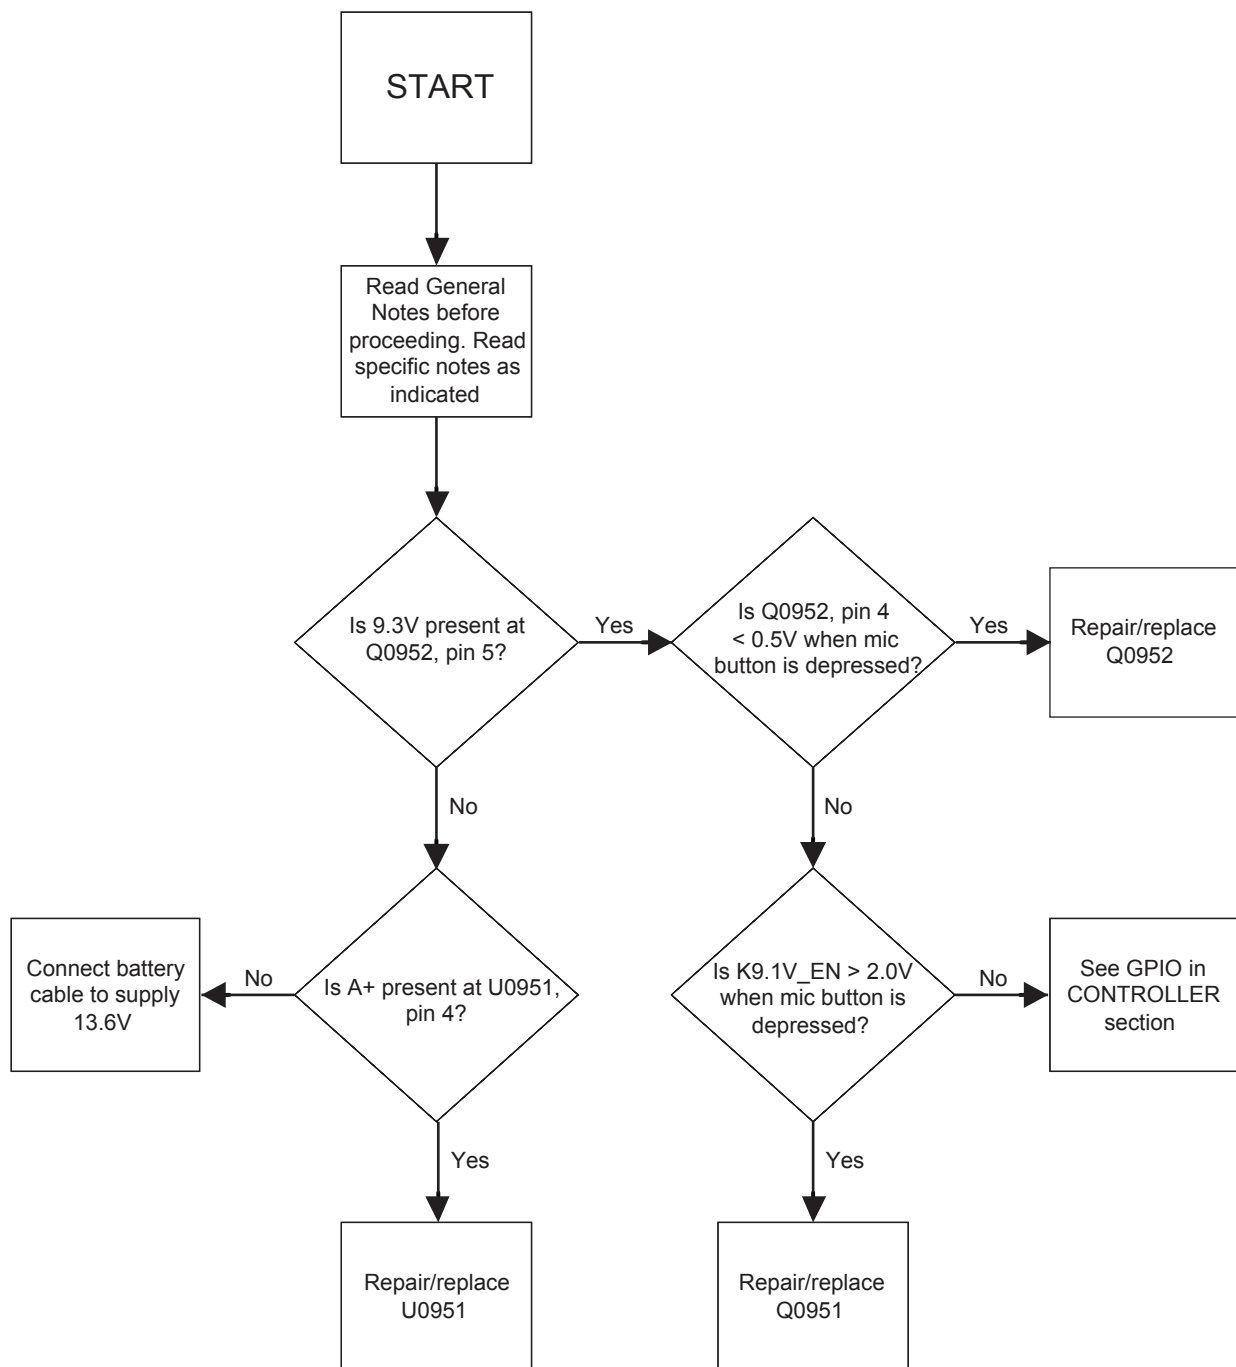 START
Read General
Notes before
proceeding. Read
specific notes as
indicated
Is 9.3V present at
Q0952, pin 5?
Yes
Is Q0952, pin 4
< 0.5V when mic
button is depressed?
Yes
Repair/replace
Q0952
No
No
Connect battery
cable to supply
13.6V
No
Is A+ present at U0951,
pin 4?
Is K9.1V_EN > 2.0V
when mic button is
depressed?
No
See GPIO in
CONTROLLER
section
Yes
Yes
Repair/replace
U0951
Repair/replace
Q0951